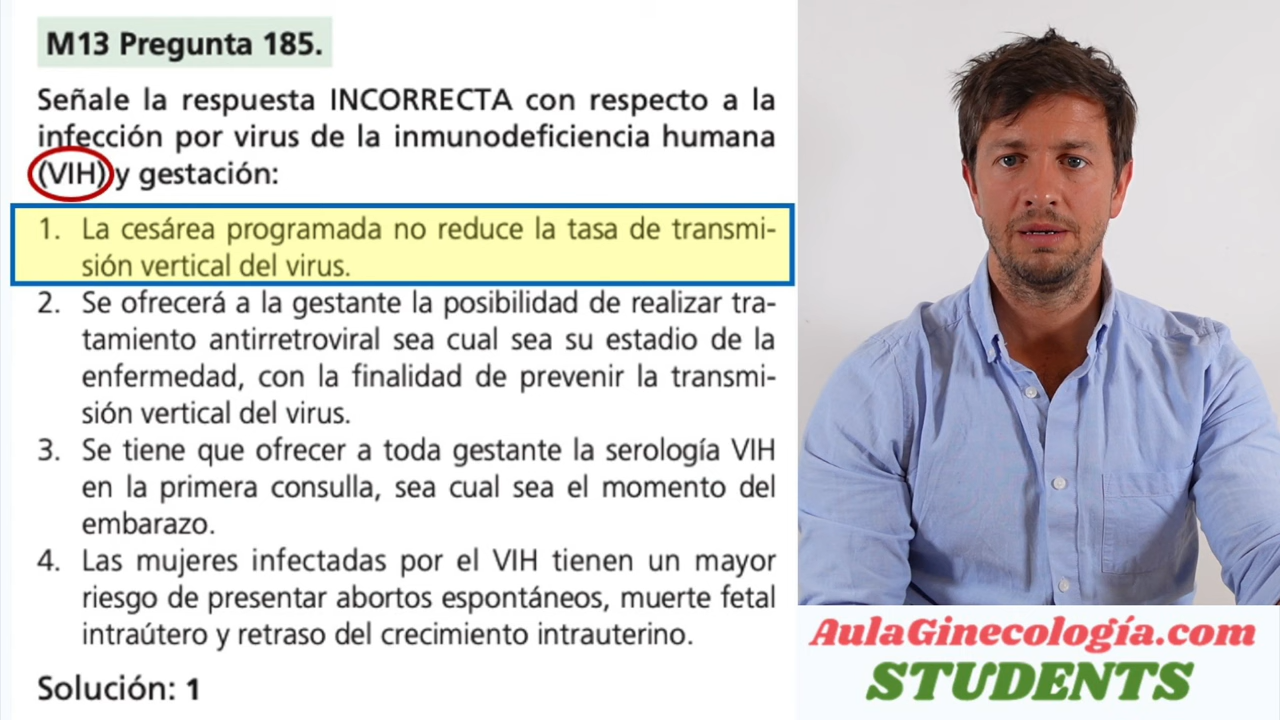 M13 Pregunta 185.
Señale la respuesta INCORRECTA con respecto a la
infección por virus de la inmunodeficiencia humana
(VIH) y gestación:
1. La cesárea programada no reduce la tasa de transmi-
sión vertical del virus.
2. Se ofrecerá a la gestante la posibilidad de realizar tra-
tamiento antirretroviral sea cual sea su estadio de la
enfermedad, con la finalidad de prevenir la transmi-
sión vertical del virus.
3. Se tiene que ofrecer a toda gestante la serología VIH
en la primera consulla, sea cual sea el momento del
embarazo.
4. Las mujeres infectadas por el VIH tienen un mayor
riesgo de presentar abortos espontáneos, muerte fetal
intraútero y retraso del crecimiento intrauterino.
Solución: 1
AulaGinecología.com
STUDENTS